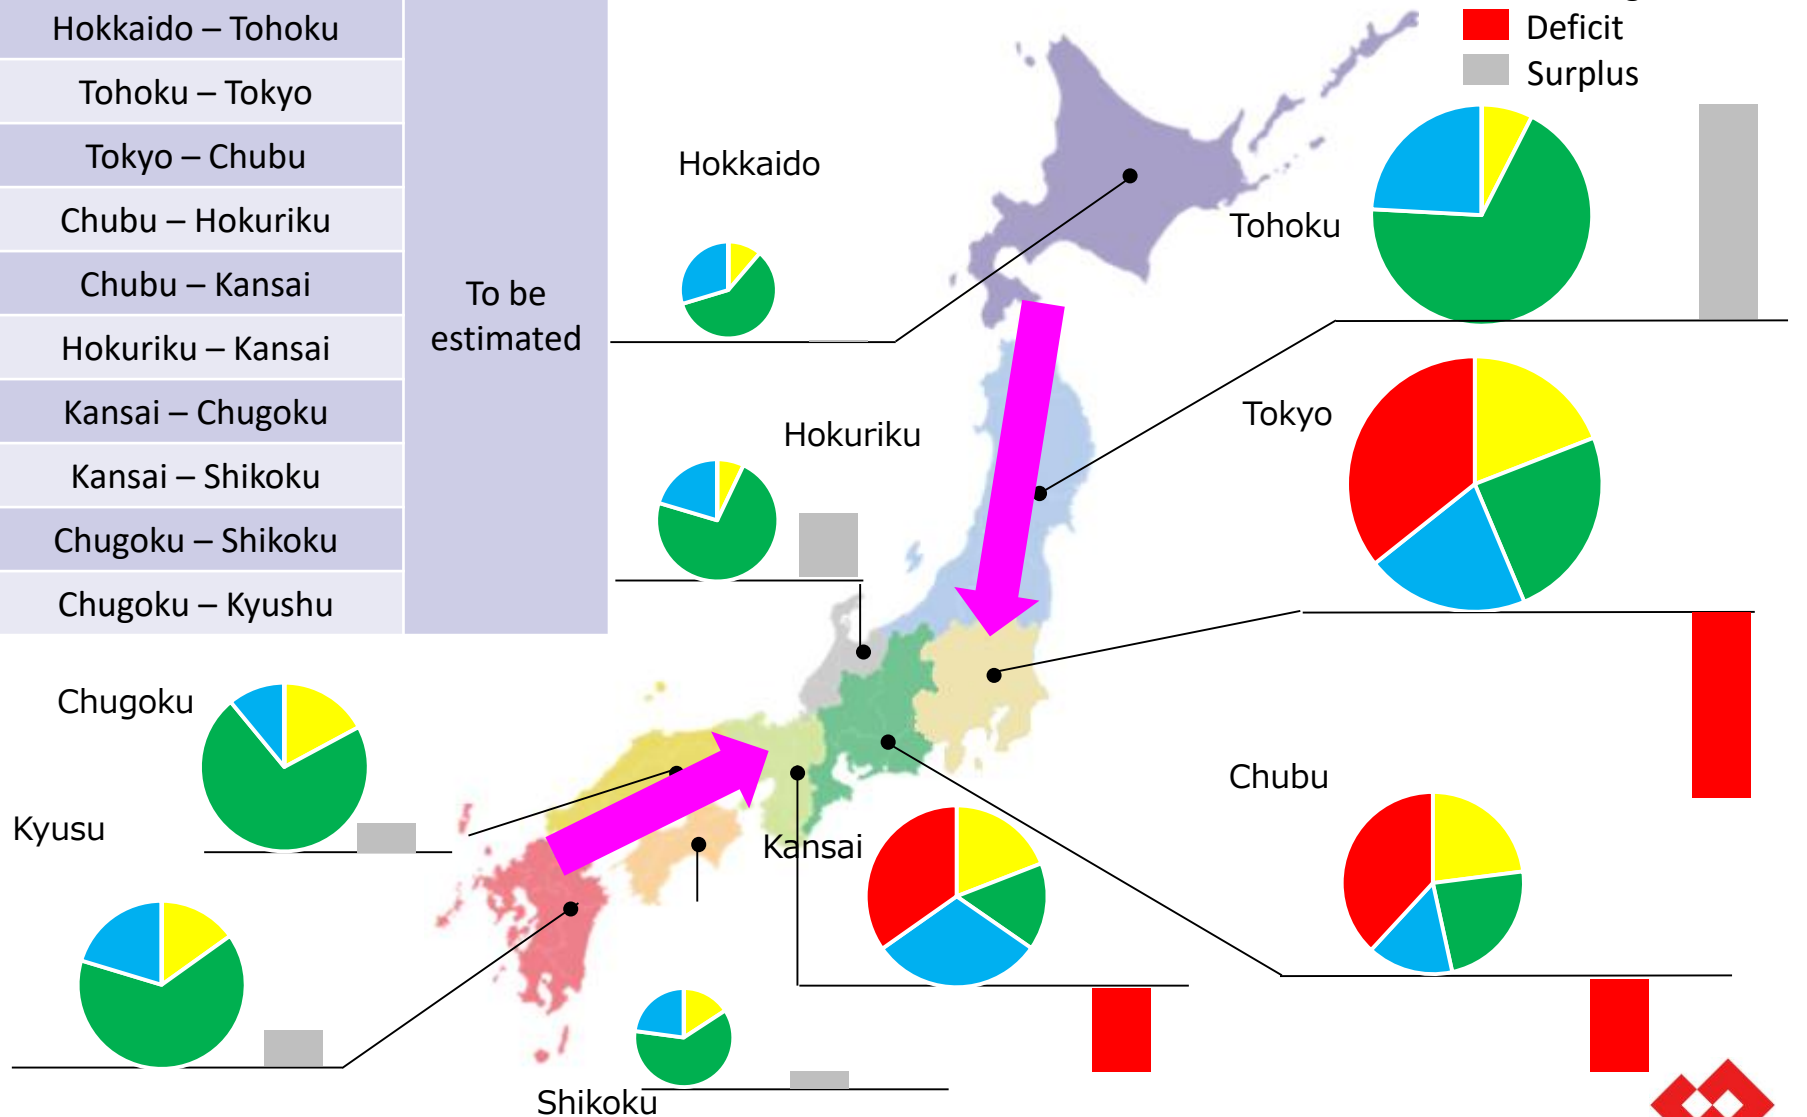 Hokkaido – Tohoku
Tohoku – Tokyo
Tokyo – Chubu
Chubu – Hokuriku
Chubu – Kansai
Hokuriku – Kansai
Kansai – Chugoku
Kansai – Shikoku
Chugoku – Shikoku
Chugoku – Kyushu
To be
estimated
Deficit
Surplus
Hokkaido
Tohoku
Tokyo
Hokuriku
Chugoku
Kyusu
Kansai
Chubu
Shikoku